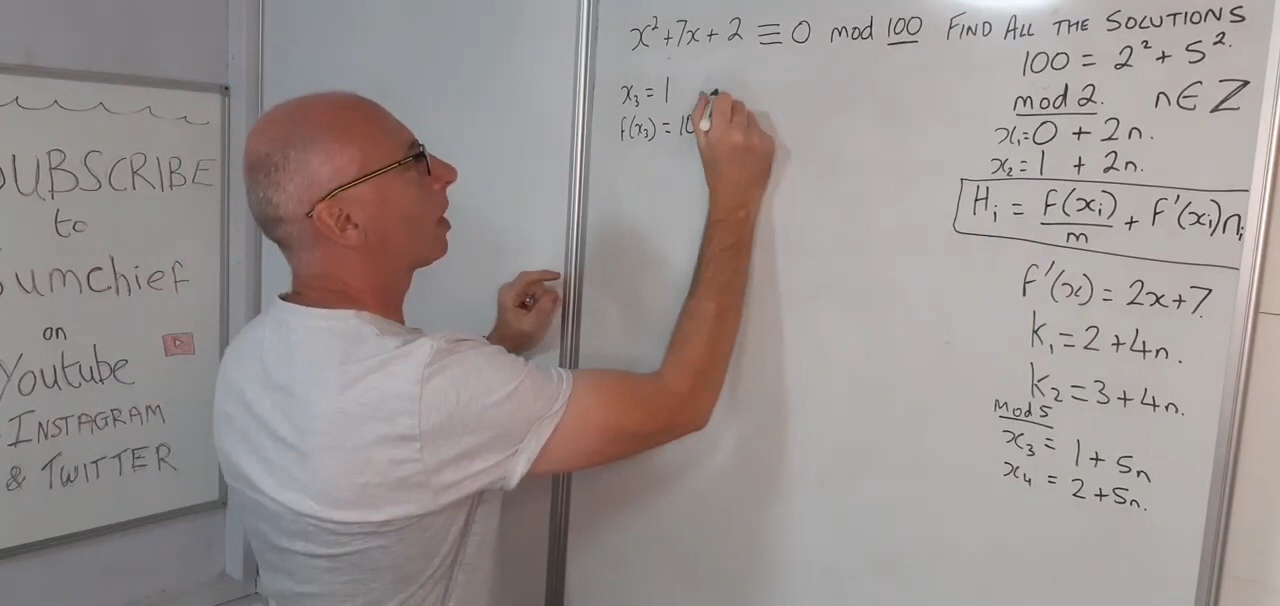 SUBSCRIBE
to
Sumchief
on
Youtube
INSTAGRAM
& TWITTER
x²+7x+2 ≡ 0 mod 100 FIND ALL THE SOLUTIONS
x₃ = 1
f(x₃) = 10
100 = 2² + 5².
mod 2. n∈Z
x₁=0 + 2n.
x₂=1 + 2n.
Hᵢ = f(xᵢ)/m + f'(xᵢ)nᵢ
f'(x) = 2x+7.
k₁=2+4n.
k₂=3+4n.
Mod 5
x₃ = 1+5n
x₄ = 2+5n.